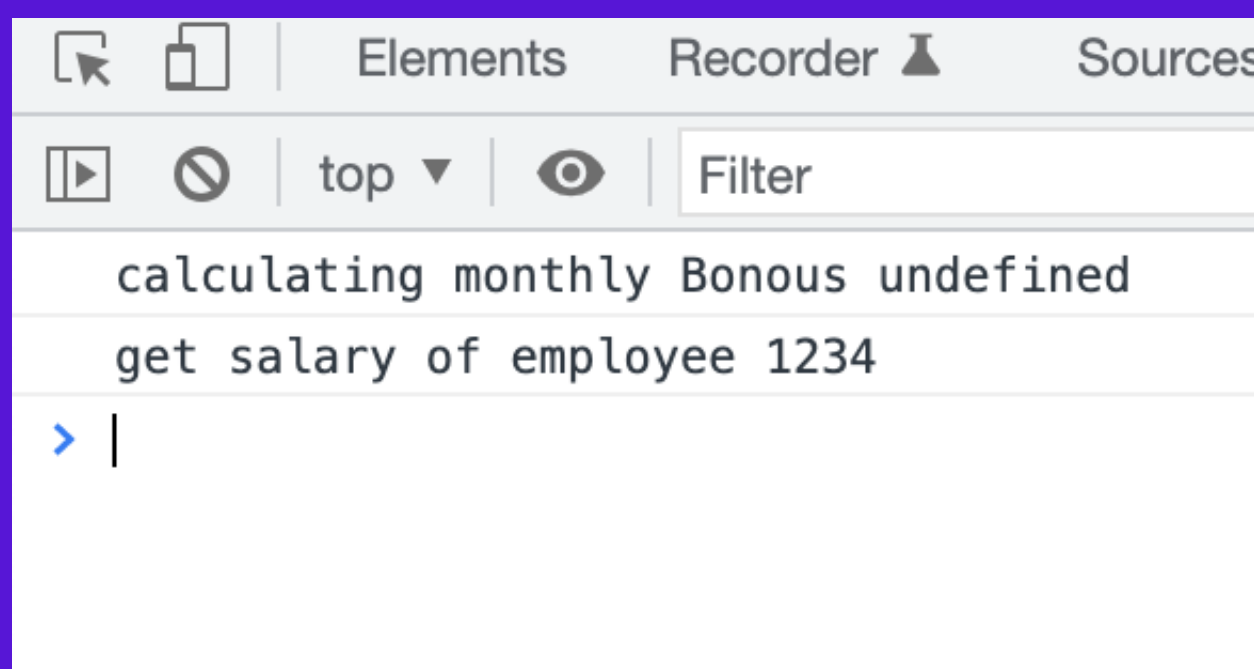 Elements Recorder Sources
top Filter
calculating monthly Bonous undefined
get salary of employee 1234